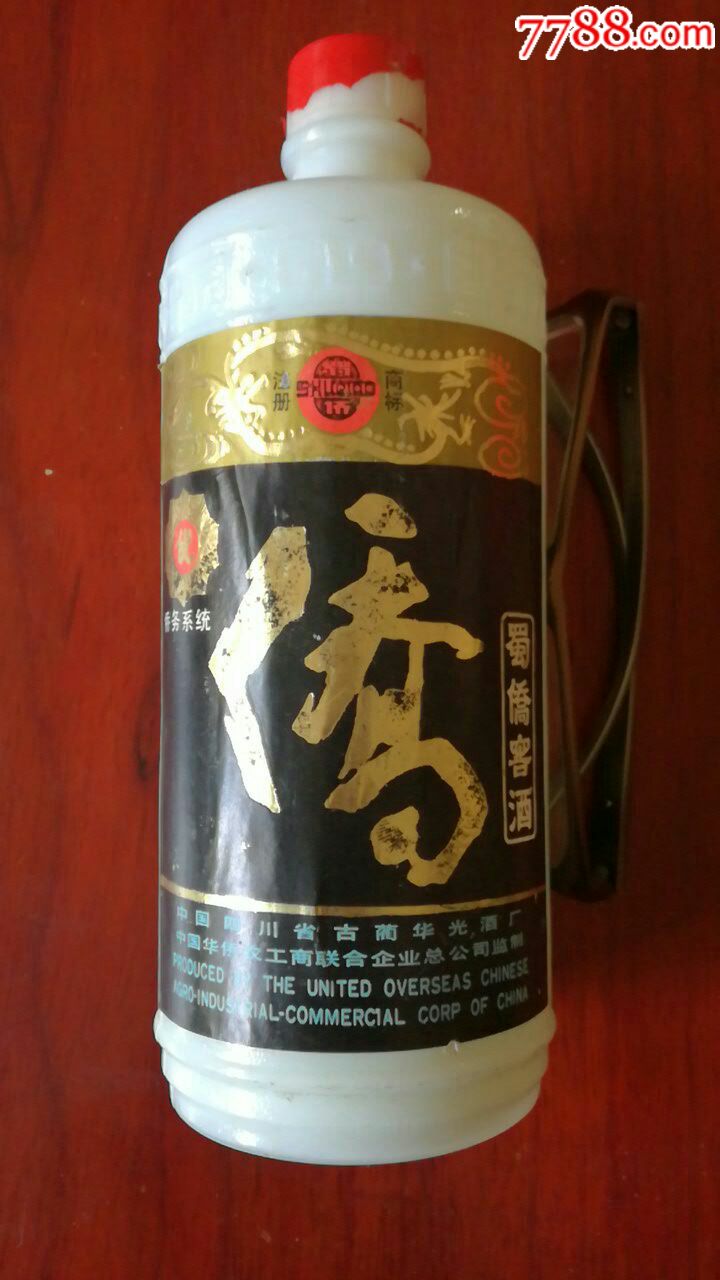 7788.com
注册
商标
僑
侨务系统
蜀僑窖酒
中国四川省古蔺华光酒厂
中国华侨农工商联合企业总公司监制
PRODUCED BY THE UNITED OVERSEAS CHINESE
AGRO-INDUSTRIAL-COMMERCIAL CORP OF CHINA